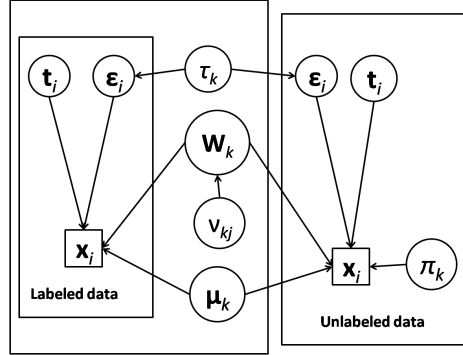 t_i ε_i τ_k ε_i t_i
W_k
ν_kj
x_i x_i π_k
μ_k
Labeled data Unlabeled data